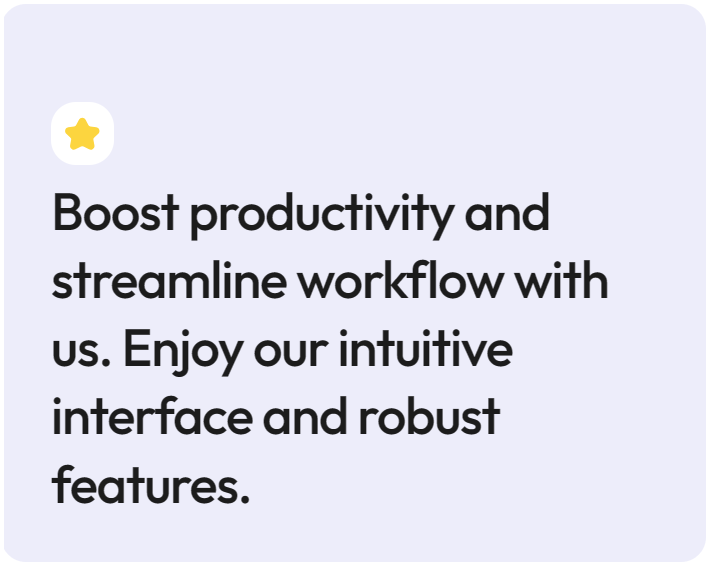 Boost productivity and
streamline workflow with
us. Enjoy our intuitive
interface and robust
features.